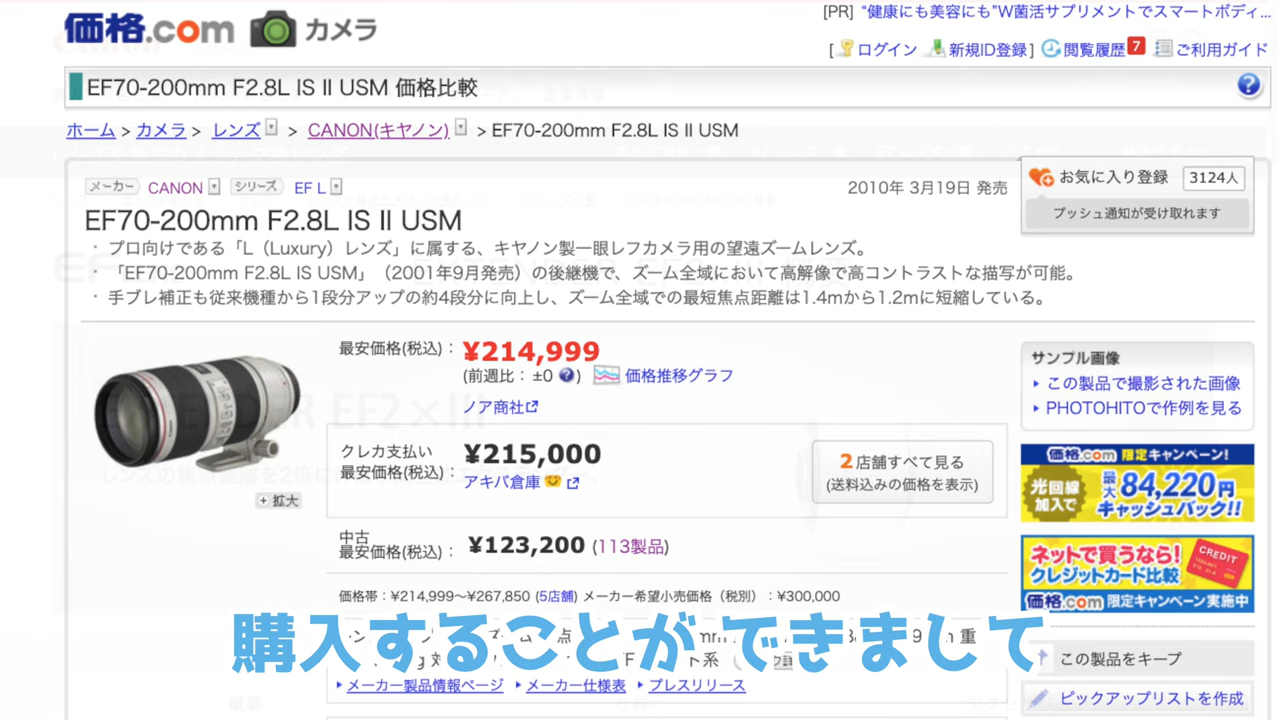 価格.com カメラ
[PR] “健康にも美容にも”W菌活サプリメントでスマートボディ...
[ ログイン 新規ID登録 ] 閲覧履歴 7 ご利用ガイド
EF70-200mm F2.8L IS II USM 価格比較
?
ホーム > カメラ > レンズ > CANON(キヤノン) > EF70-200mm F2.8L IS II USM
メーカー CANON シリーズ EF L
2010年 3月19日 発売
お気に入り登録 3124人
プッシュ通知が受け取れます
EF70-200mm F2.8L IS II USM
・ プロ向けである「L（Luxury）レンズ」に属する、キヤノン製一眼レフカメラ用の望遠ズームレンズ。
・ 「EF70-200mm F2.8L IS USM」（2001年9月発売）の後継機で、ズーム全域において高解像で高コントラストな描写が可能。
・ 手ブレ補正も従来機種から1段分アップの約4段分に向上し、ズーム全域での最短焦点距離は1.4mから1.2mに短縮している。
+ 拡大
最安価格(税込)： ¥214,999
(前週比：±0 ?) 価格推移グラフ
ノア商社
クレカ支払い
最安価格(税込)： ¥215,000
アキバ倉庫
2店舗すべて見る
(送料込みの価格を表示)
中古
最安価格(税込)： ¥123,200 (113製品)
価格帯：¥214,999～¥267,850 (5店舗) メーカー希望小売価格（税別）：¥300,000
購入することが できまして
メーカー製品情報ページ メーカー仕様表 プレスリリース
サンプル画像
この製品で撮影された画像
PHOTOHITOで作例を見る
価格.com 限定キャンペーン!
光回線加入で 最大84,220円
キャッシュバック!!
ネットで買うなら!
クレジットカード比較
CREDIT
価格.com 限定キャンペーン実施中
この製品をキープ
ピックアップリストを作成
EXTENDER EF2×III